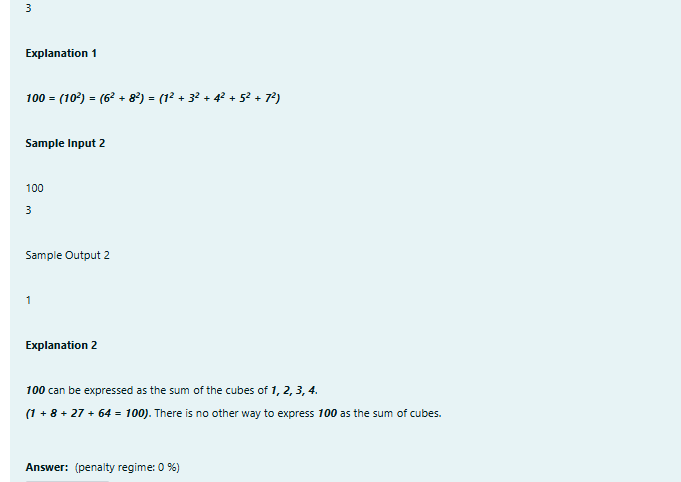 3
Explanation 1
100 = (10²) = (6² + 8²) = (1² + 3² + 4² + 5² + 7²)
Sample Input 2
100
3
Sample Output 2
1
Explanation 2
100 can be expressed as the sum of the cubes of 1, 2, 3, 4.
(1 + 8 + 27 + 64 = 100). There is no other way to express 100 as the sum of cubes.
Answer: (penalty regime: 0 %)